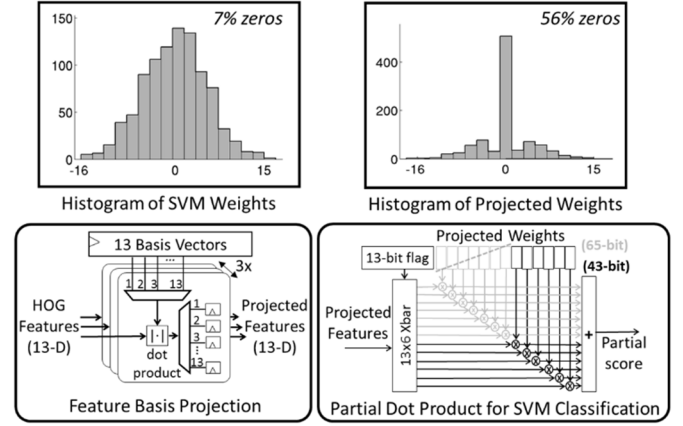 7% zeros
150
100
50
0
-16
0
15
Histogram of SVM Weights
56% zeros
400
200
0
-16
0
15
Histogram of Projected Weights
13 Basis Vectors
...
3x
1 2 3 13
HOG
Features
(13-D)
|·|
dot
product
1
2
3
⋮
13
Projected
Features
(13-D)
Feature Basis Projection
Projected Weights
(65-bit)
(43-bit)
13-bit flag
Projected
Features
13x6 Xbar
+
Partial
score
Partial Dot Product for SVM Classification